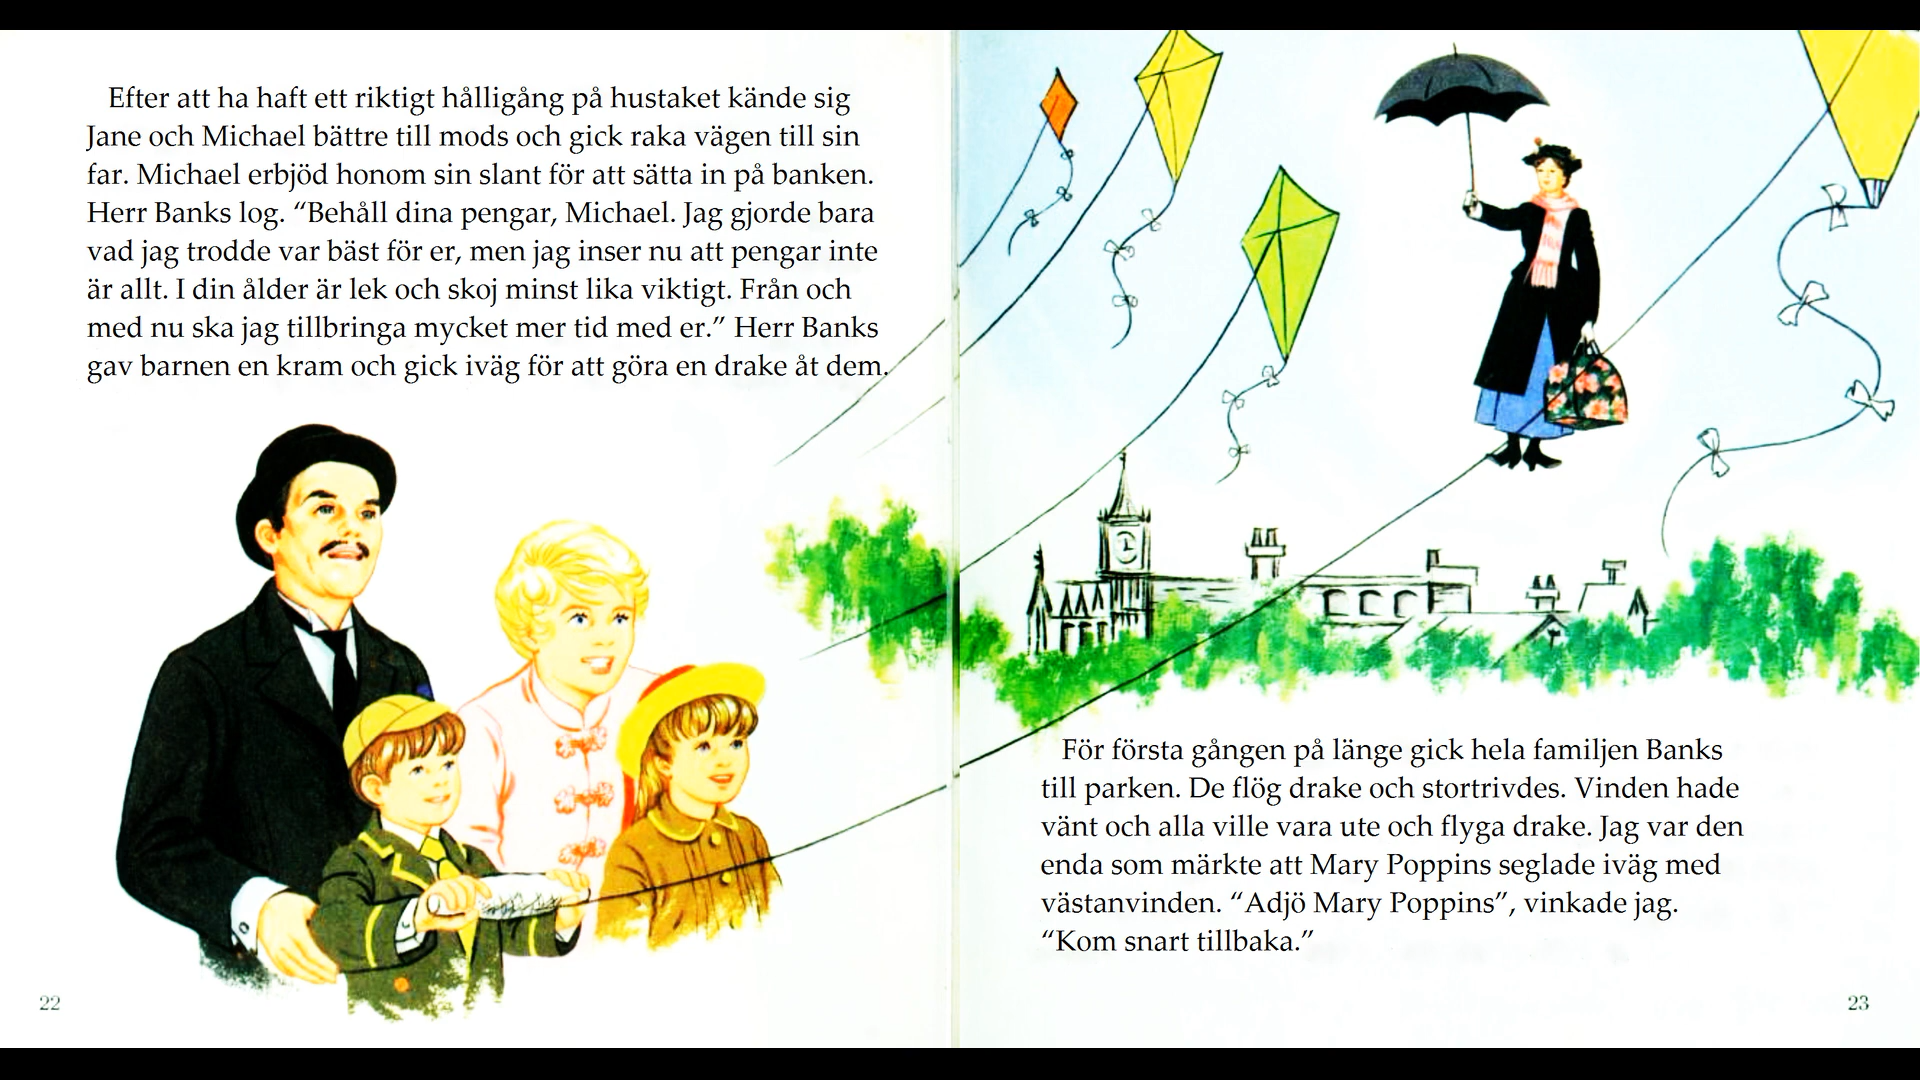 Efter att ha haft ett riktigt hålligång på hustaket kände sig
Jane och Michael bättre till mods och gick raka vägen till sin
far. Michael erbjöd honom sin slant för att sätta in på banken.
Herr Banks log. “Behåll dina pengar, Michael. Jag gjorde bara
vad jag trodde var bäst för er, men jag inser nu att pengar inte
är allt. I din ålder är lek och skoj minst lika viktigt. Från och
med nu ska jag tillbringa mycket mer tid med er.” Herr Banks
gav barnen en kram och gick iväg för att göra en drake åt dem.
22
För första gången på länge gick hela familjen Banks
till parken. De flög drake och stortrivdes. Vinden hade
vänt och alla ville vara ute och flyga drake. Jag var den
enda som märkte att Mary Poppins seglade iväg med
västanvinden. “Adjö Mary Poppins”, vinkade jag.
“Kom snart tillbaka.”
23